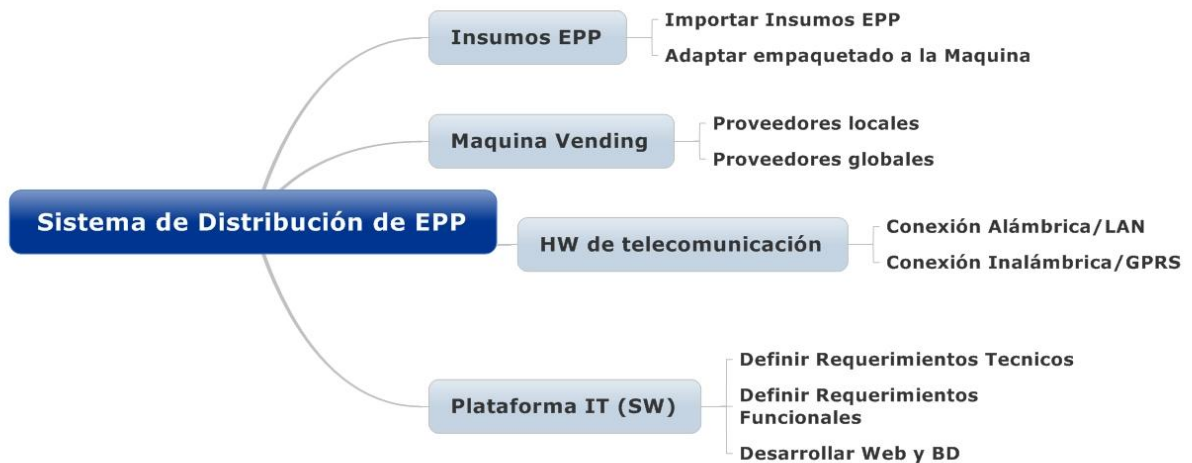 Insumos EPP
Importar Insumos EPP
Adaptar empaquetado a la Maquina
Maquina Vending
Proveedores locales
Proveedores globales
Sistema de Distribución de EPP
HW de telecomunicación
Conexión Alámbrica/LAN
Conexión Inalámbrica/GPRS
Plataforma IT (SW)
Definir Requerimientos Tecnicos
Definir Requerimientos
Funcionales
Desarrollar Web y BD